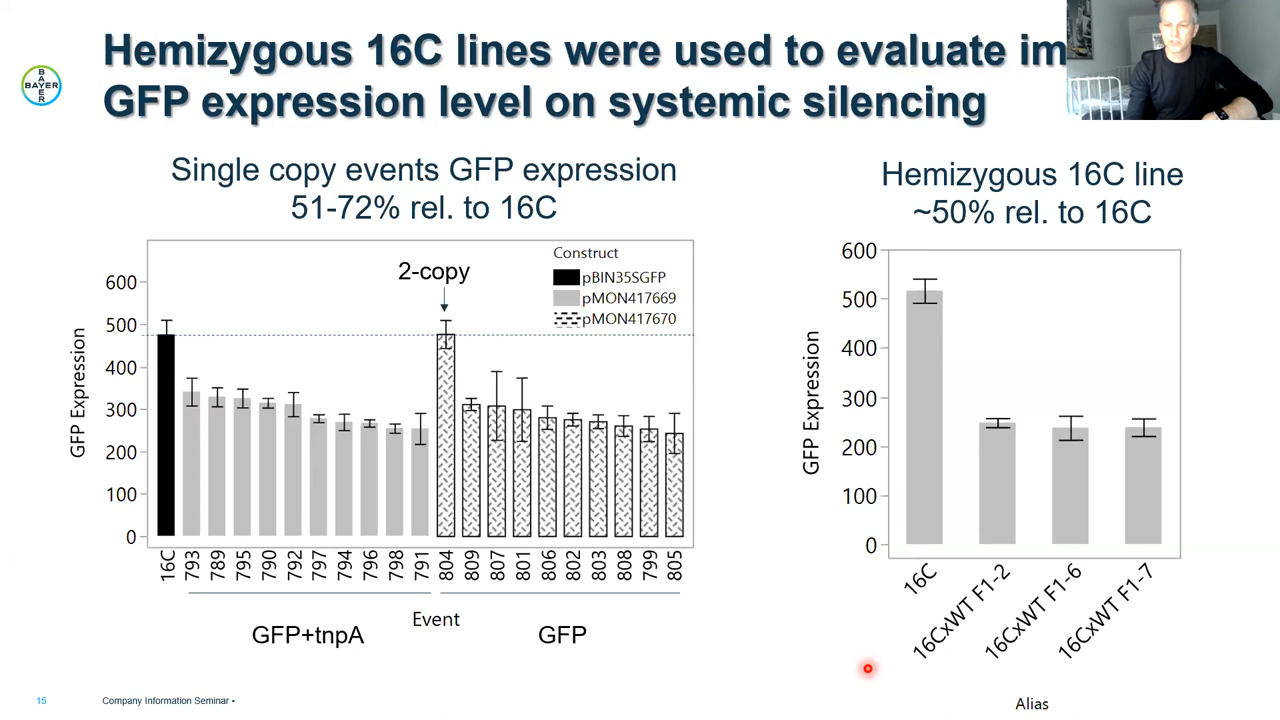 Hemizygous 16C lines were used to evaluate im
GFP expression level on systemic silencing
BAYER
BAYER
Single copy events GFP expression
51-72% rel. to 16C
Hemizygous 16C line
~50% rel. to 16C
2-copy
Construct
pBIN35SGFP
pMON417669
pMON417670
GFP Expression
600
500
400
300
200
100
0
16C
793
789
795
790
792
797
794
796
798
791
804
809
807
801
806
802
803
808
799
805
GFP+tnpA
Event
GFP
GFP Expression
600
500
400
300
200
100
0
16C
16CxWT F1-2
16CxWT F1-6
16CxWT F1-7
Alias
15
Company Information Seminar •